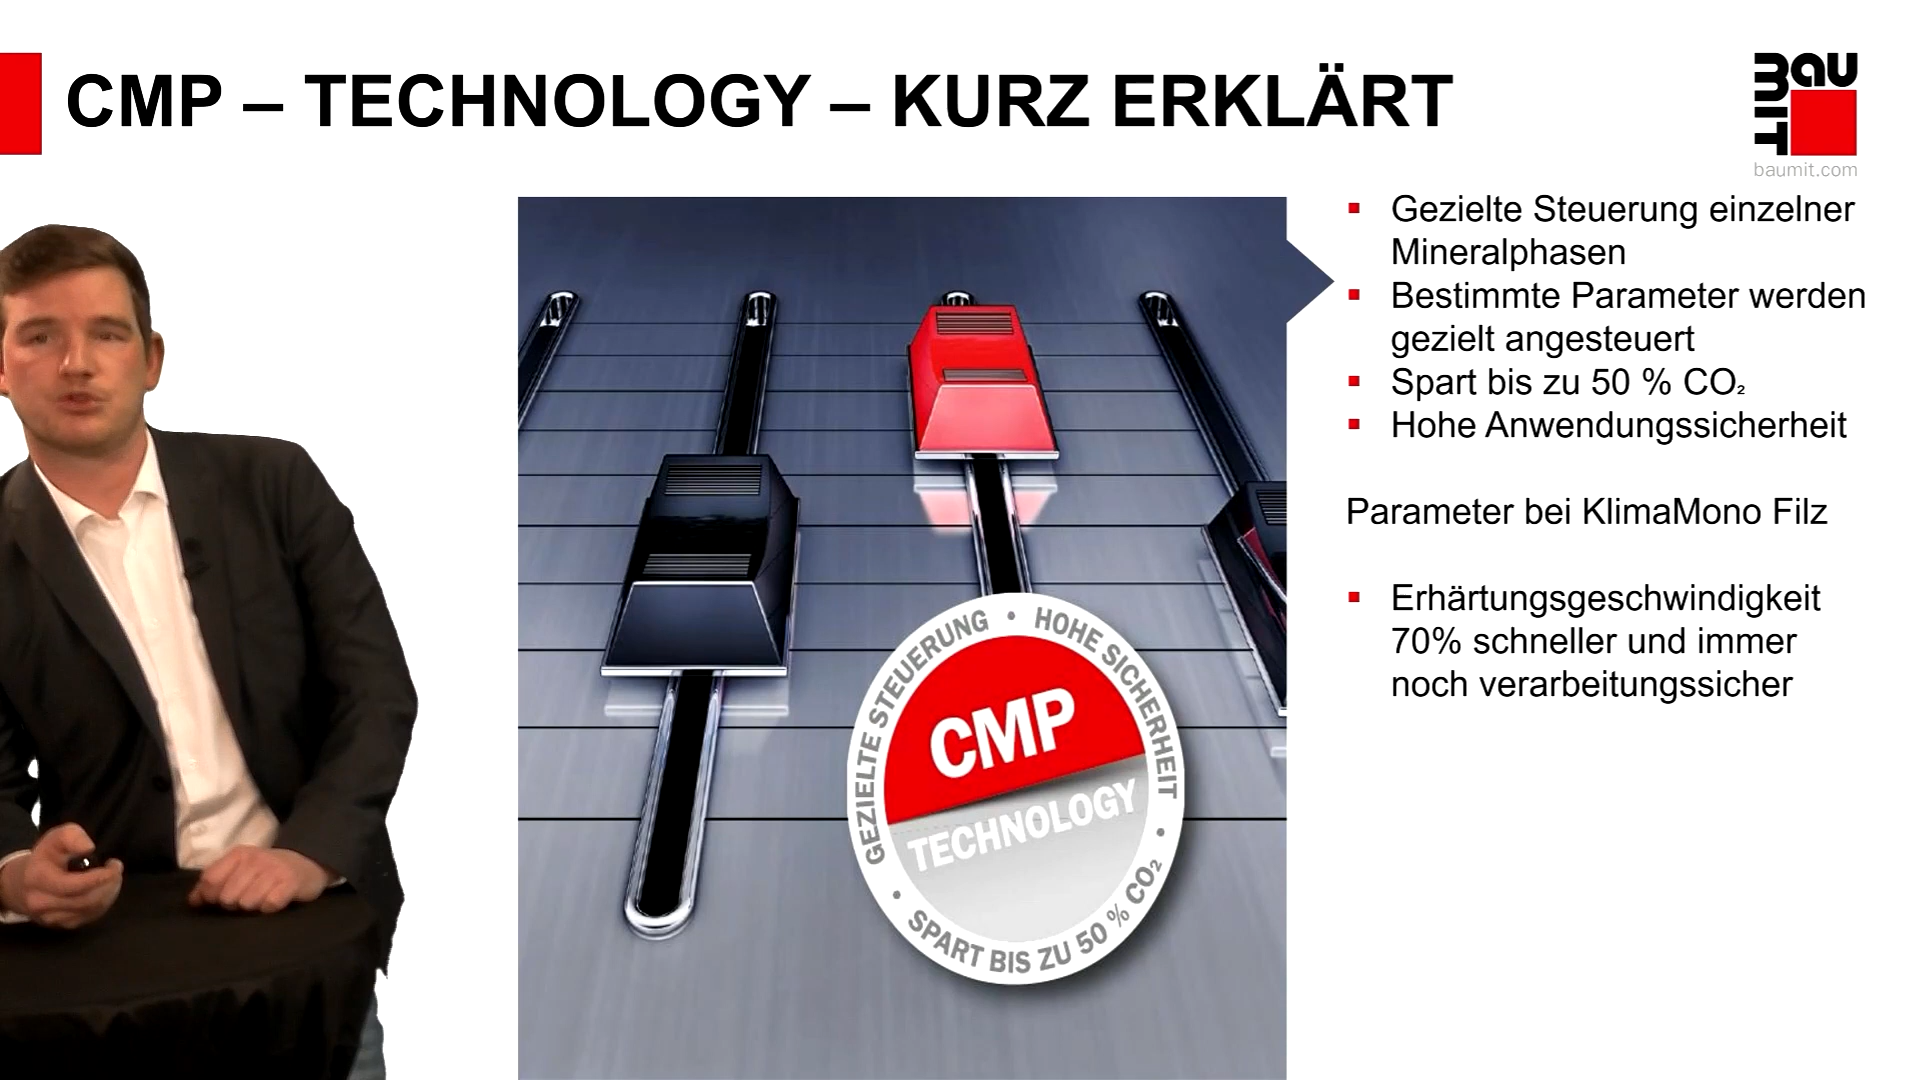 CMP – TECHNOLOGY – KURZ ERKLÄRT
bauMIT
baumit.com
▪ Gezielte Steuerung einzelner
Mineralphasen
▪ Bestimmte Parameter werden
gezielt angesteuert
▪ Spart bis zu 50 % CO₂
▪ Hohe Anwendungssicherheit
Parameter bei KlimaMono Filz
▪ Erhärtungsgeschwindigkeit
70% schneller und immer
noch verarbeitungssicher
GEZIELTE STEUERUNG • HOHE SICHERHEIT • SPART BIS ZU 50 % CO₂ •
CMP
TECHNOLOGY